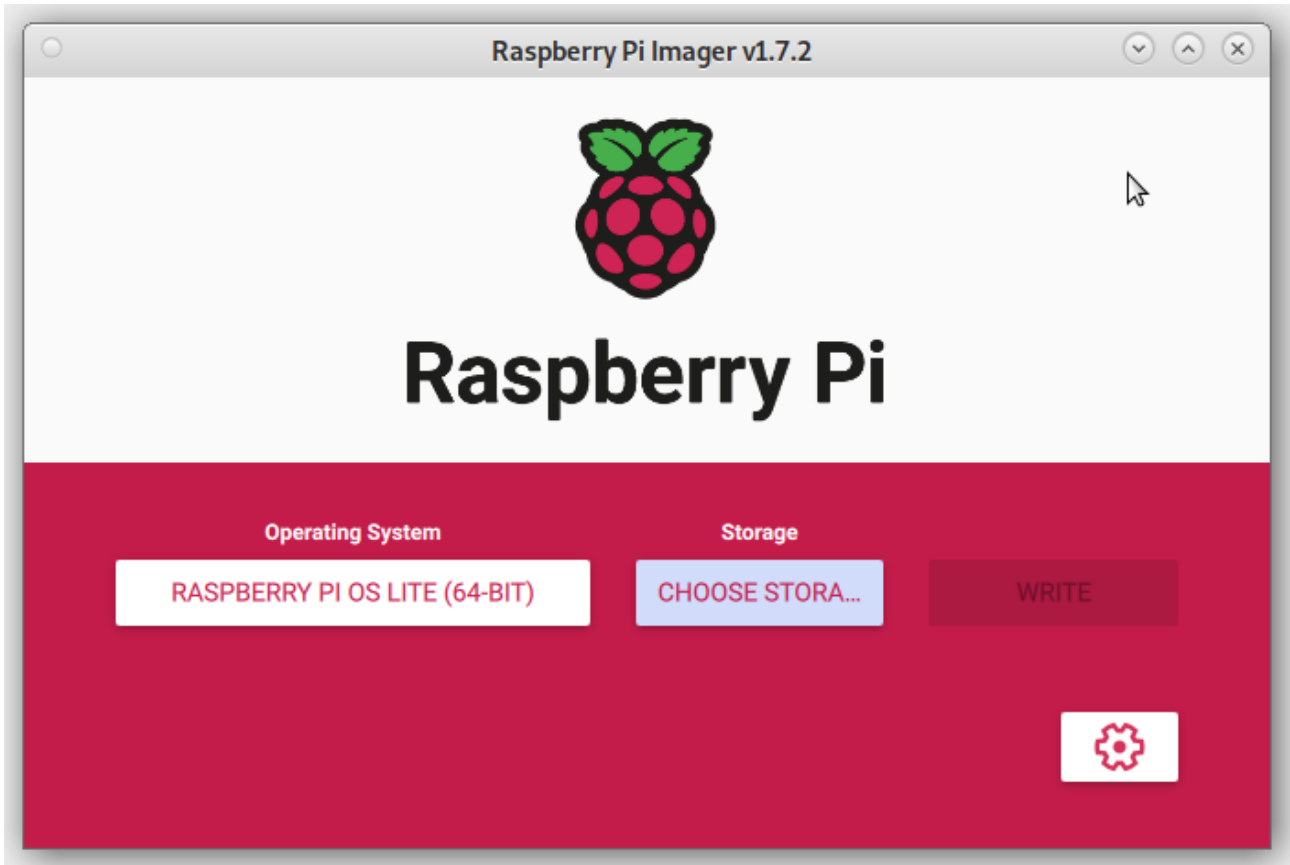 Raspberry Pi Imager v1.7.2
Raspberry Pi
Operating System
Storage
RASPBERRY PI OS LITE (64-BIT)
CHOOSE STORA...
WRITE